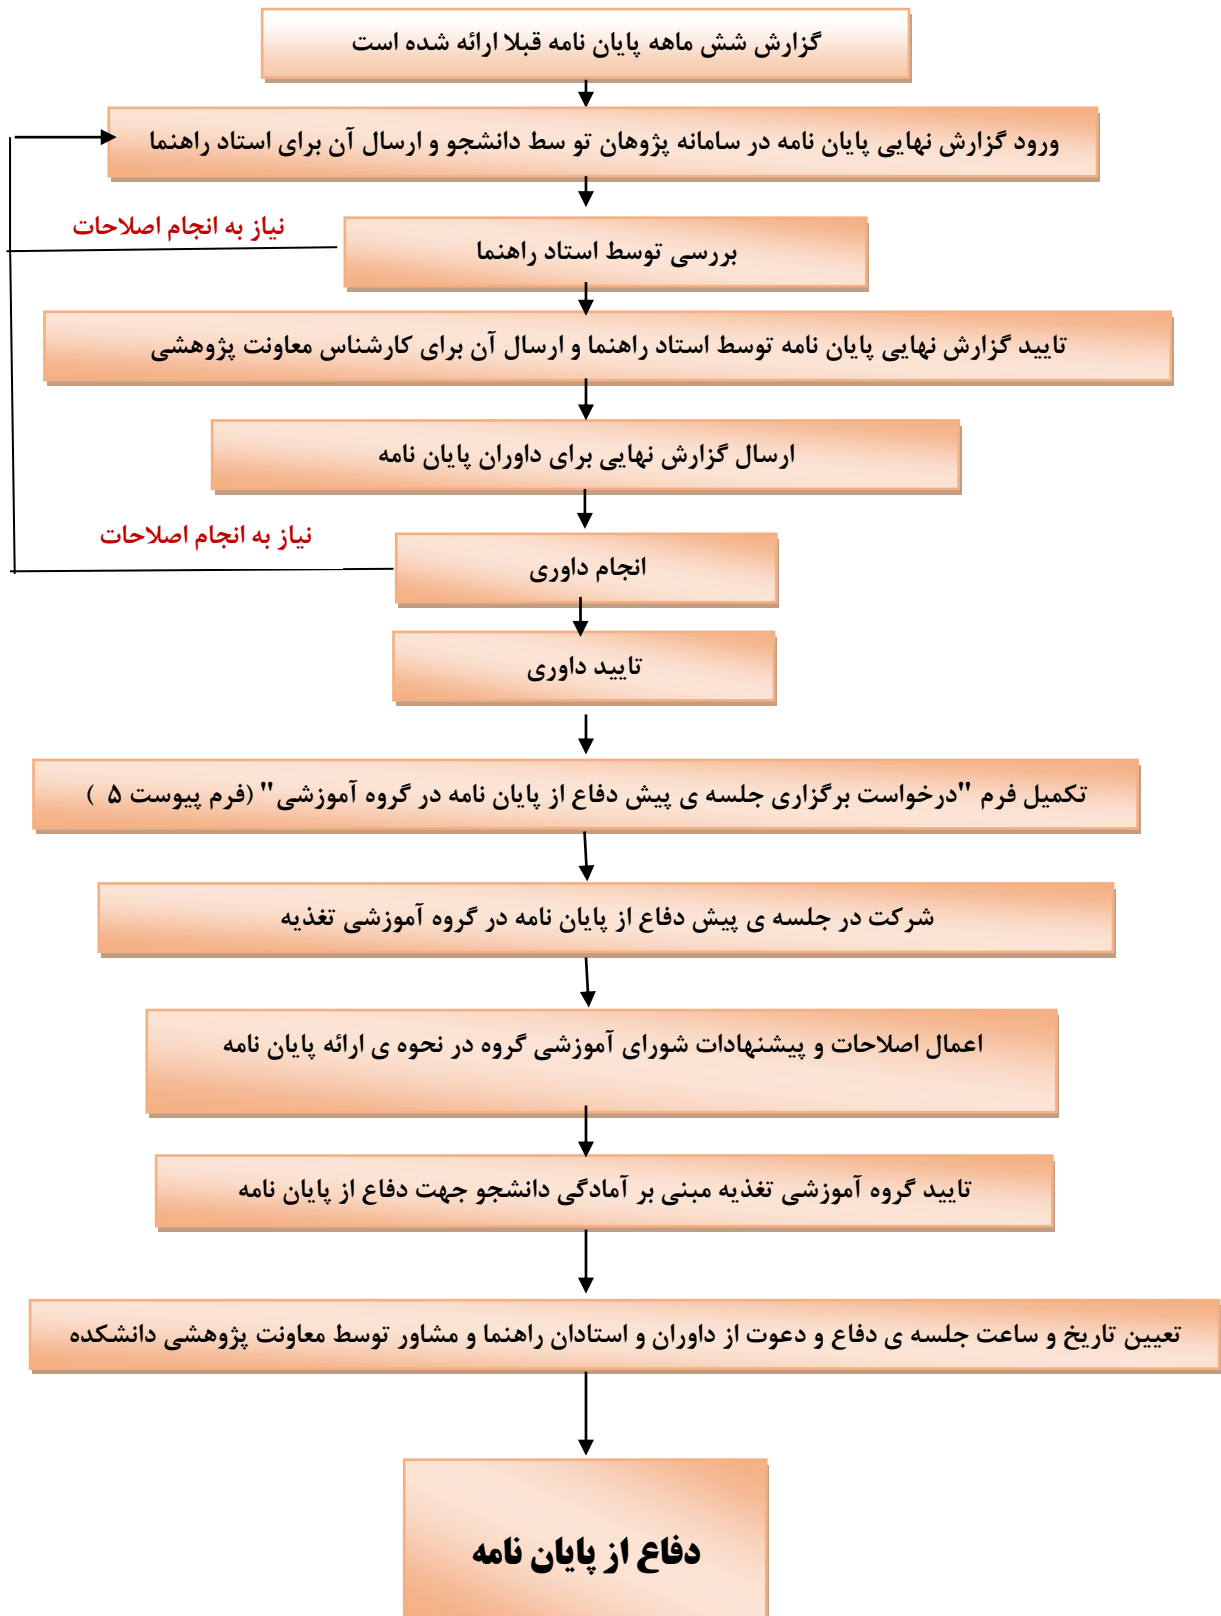 گزارش شش ماهه پایان نامه قبلا ارائه شده است
ورود گزارش نهایی پایان نامه در سامانه پژوهان تو سط دانشجو و ارسال آن برای استاد راهنما
نیاز به انجام اصلاحات
بررسی توسط استاد راهنما
تایید گزارش نهایی پایان نامه توسط استاد راهنما و ارسال آن برای کارشناس معاونت پژوهشی
ارسال گزارش نهایی برای داوران پایان نامه
نیاز به انجام اصلاحات
انجام داوری
تایید داوری
تکمیل فرم "درخواست برگزاری جلسه ی پیش دفاع از پایان نامه در گروه آموزشی" (فرم پیوست ۵ )
شرکت در جلسه ی پیش دفاع از پایان نامه در گروه آموزشی تغذیه
اعمال اصلاحات و پیشنهادات شورای آموزشی گروه در نحوه ی ارائه پایان نامه
تایید گروه آموزشی تغذیه مبنی بر آمادگی دانشجو جهت دفاع از پایان نامه
تعیین تاریخ و ساعت جلسه ی دفاع و دعوت از داوران و استادان راهنما و مشاور توسط معاونت پژوهشی دانشکده
دفاع از پایان نامه